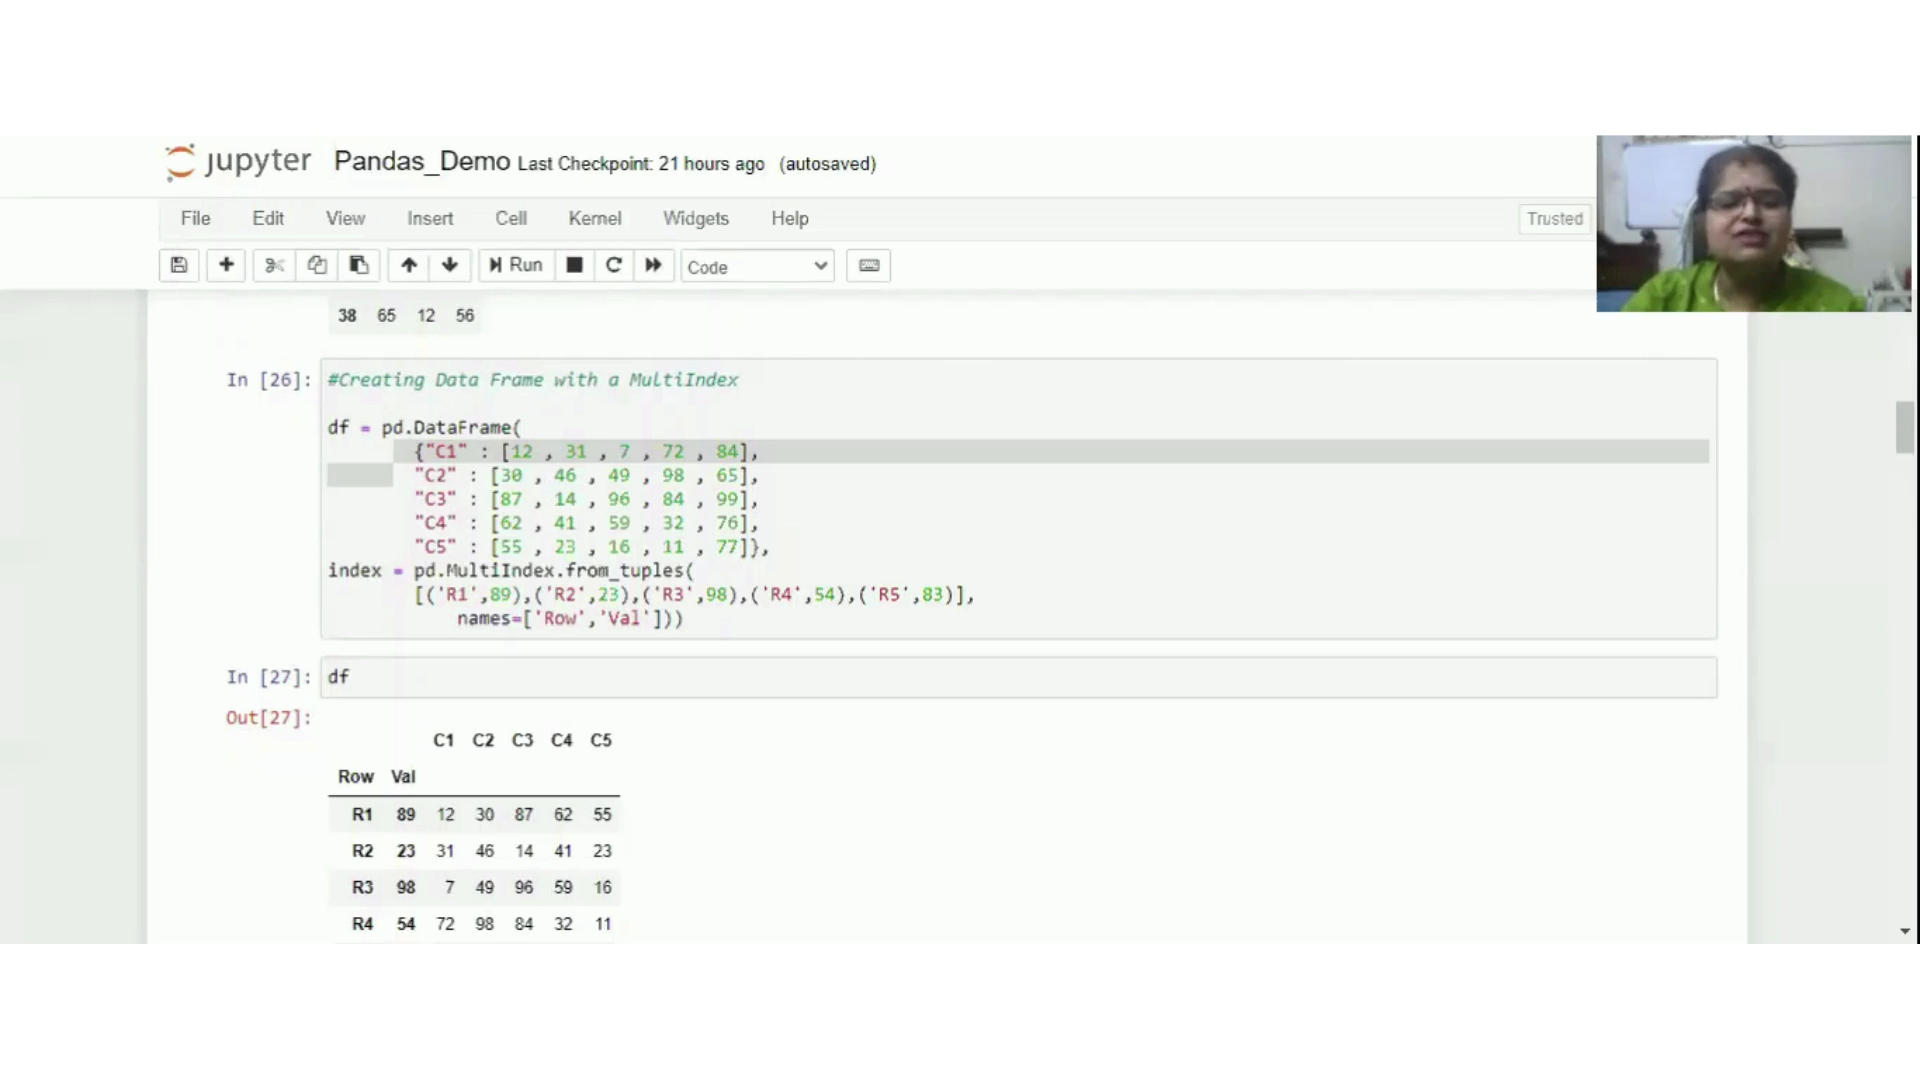 jupyter Pandas_Demo Last Checkpoint: 21 hours ago (autosaved)
File Edit View Insert Cell Kernel Widgets Help Trusted
Run Code
38 65 12 56
In [26]: #Creating Data Frame with a MultiIndex
df = pd.DataFrame(
{"C1" : [12 , 31 , 7 , 72 , 84],
"C2" : [30 , 46 , 49 , 98 , 65],
"C3" : [87 , 14 , 96 , 84 , 99],
"C4" : [62 , 41 , 59 , 32 , 76],
"C5" : [55 , 23 , 16 , 11 , 77]},
index = pd.MultiIndex.from_tuples(
[('R1',89),('R2',23),('R3',98),('R4',54),('R5',83)],
names=['Row','Val']))
In [27]: df
Out[27]:
C1 C2 C3 C4 C5
Row Val
R1 89 12 30 87 62 55
R2 23 31 46 14 41 23
R3 98 7 49 96 59 16
R4 54 72 98 84 32 11